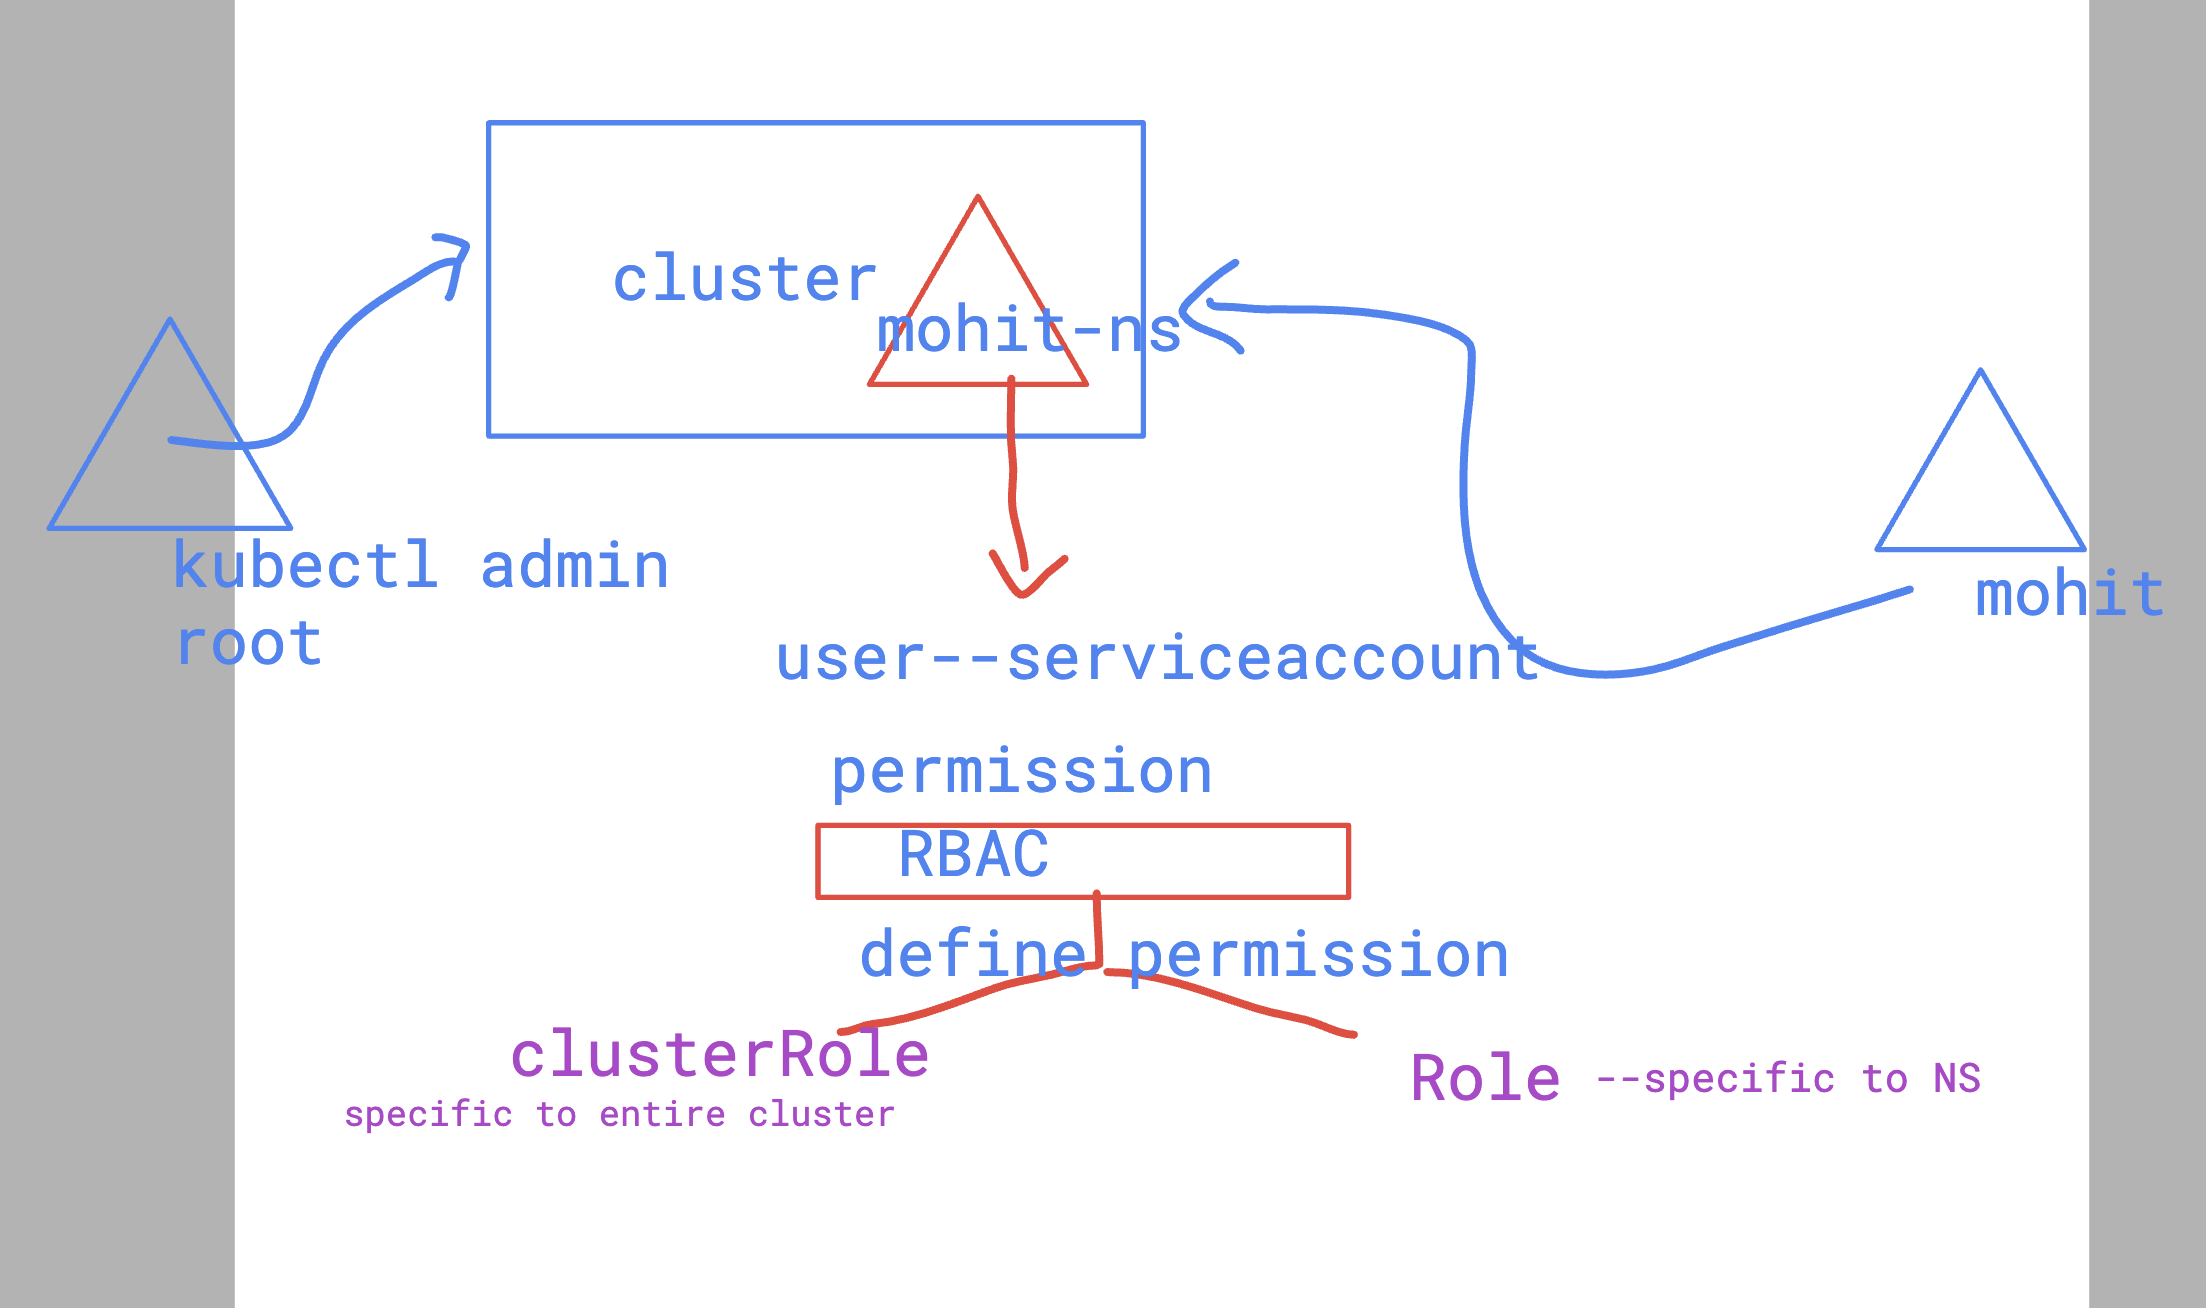 cluster
mohit-ns
kubectl admin
root
mohit
user--serviceaccount
permission
RBAC
define permission
clusterRole
specific to entire cluster
Role --specific to NS